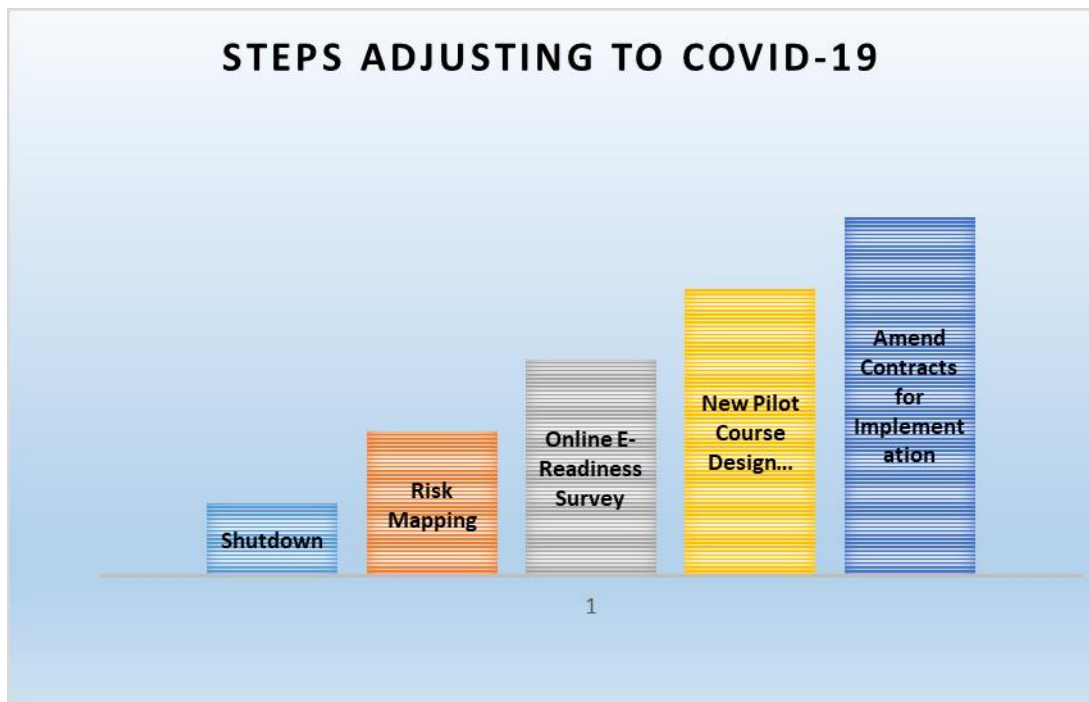 STEPS ADJUSTING TO COVID-19
Shutdown
Risk
Mapping
Online E-
Readiness
Survey
New Pilot
Course
Design...
Amend
Contracts
for
Implement
ation
1